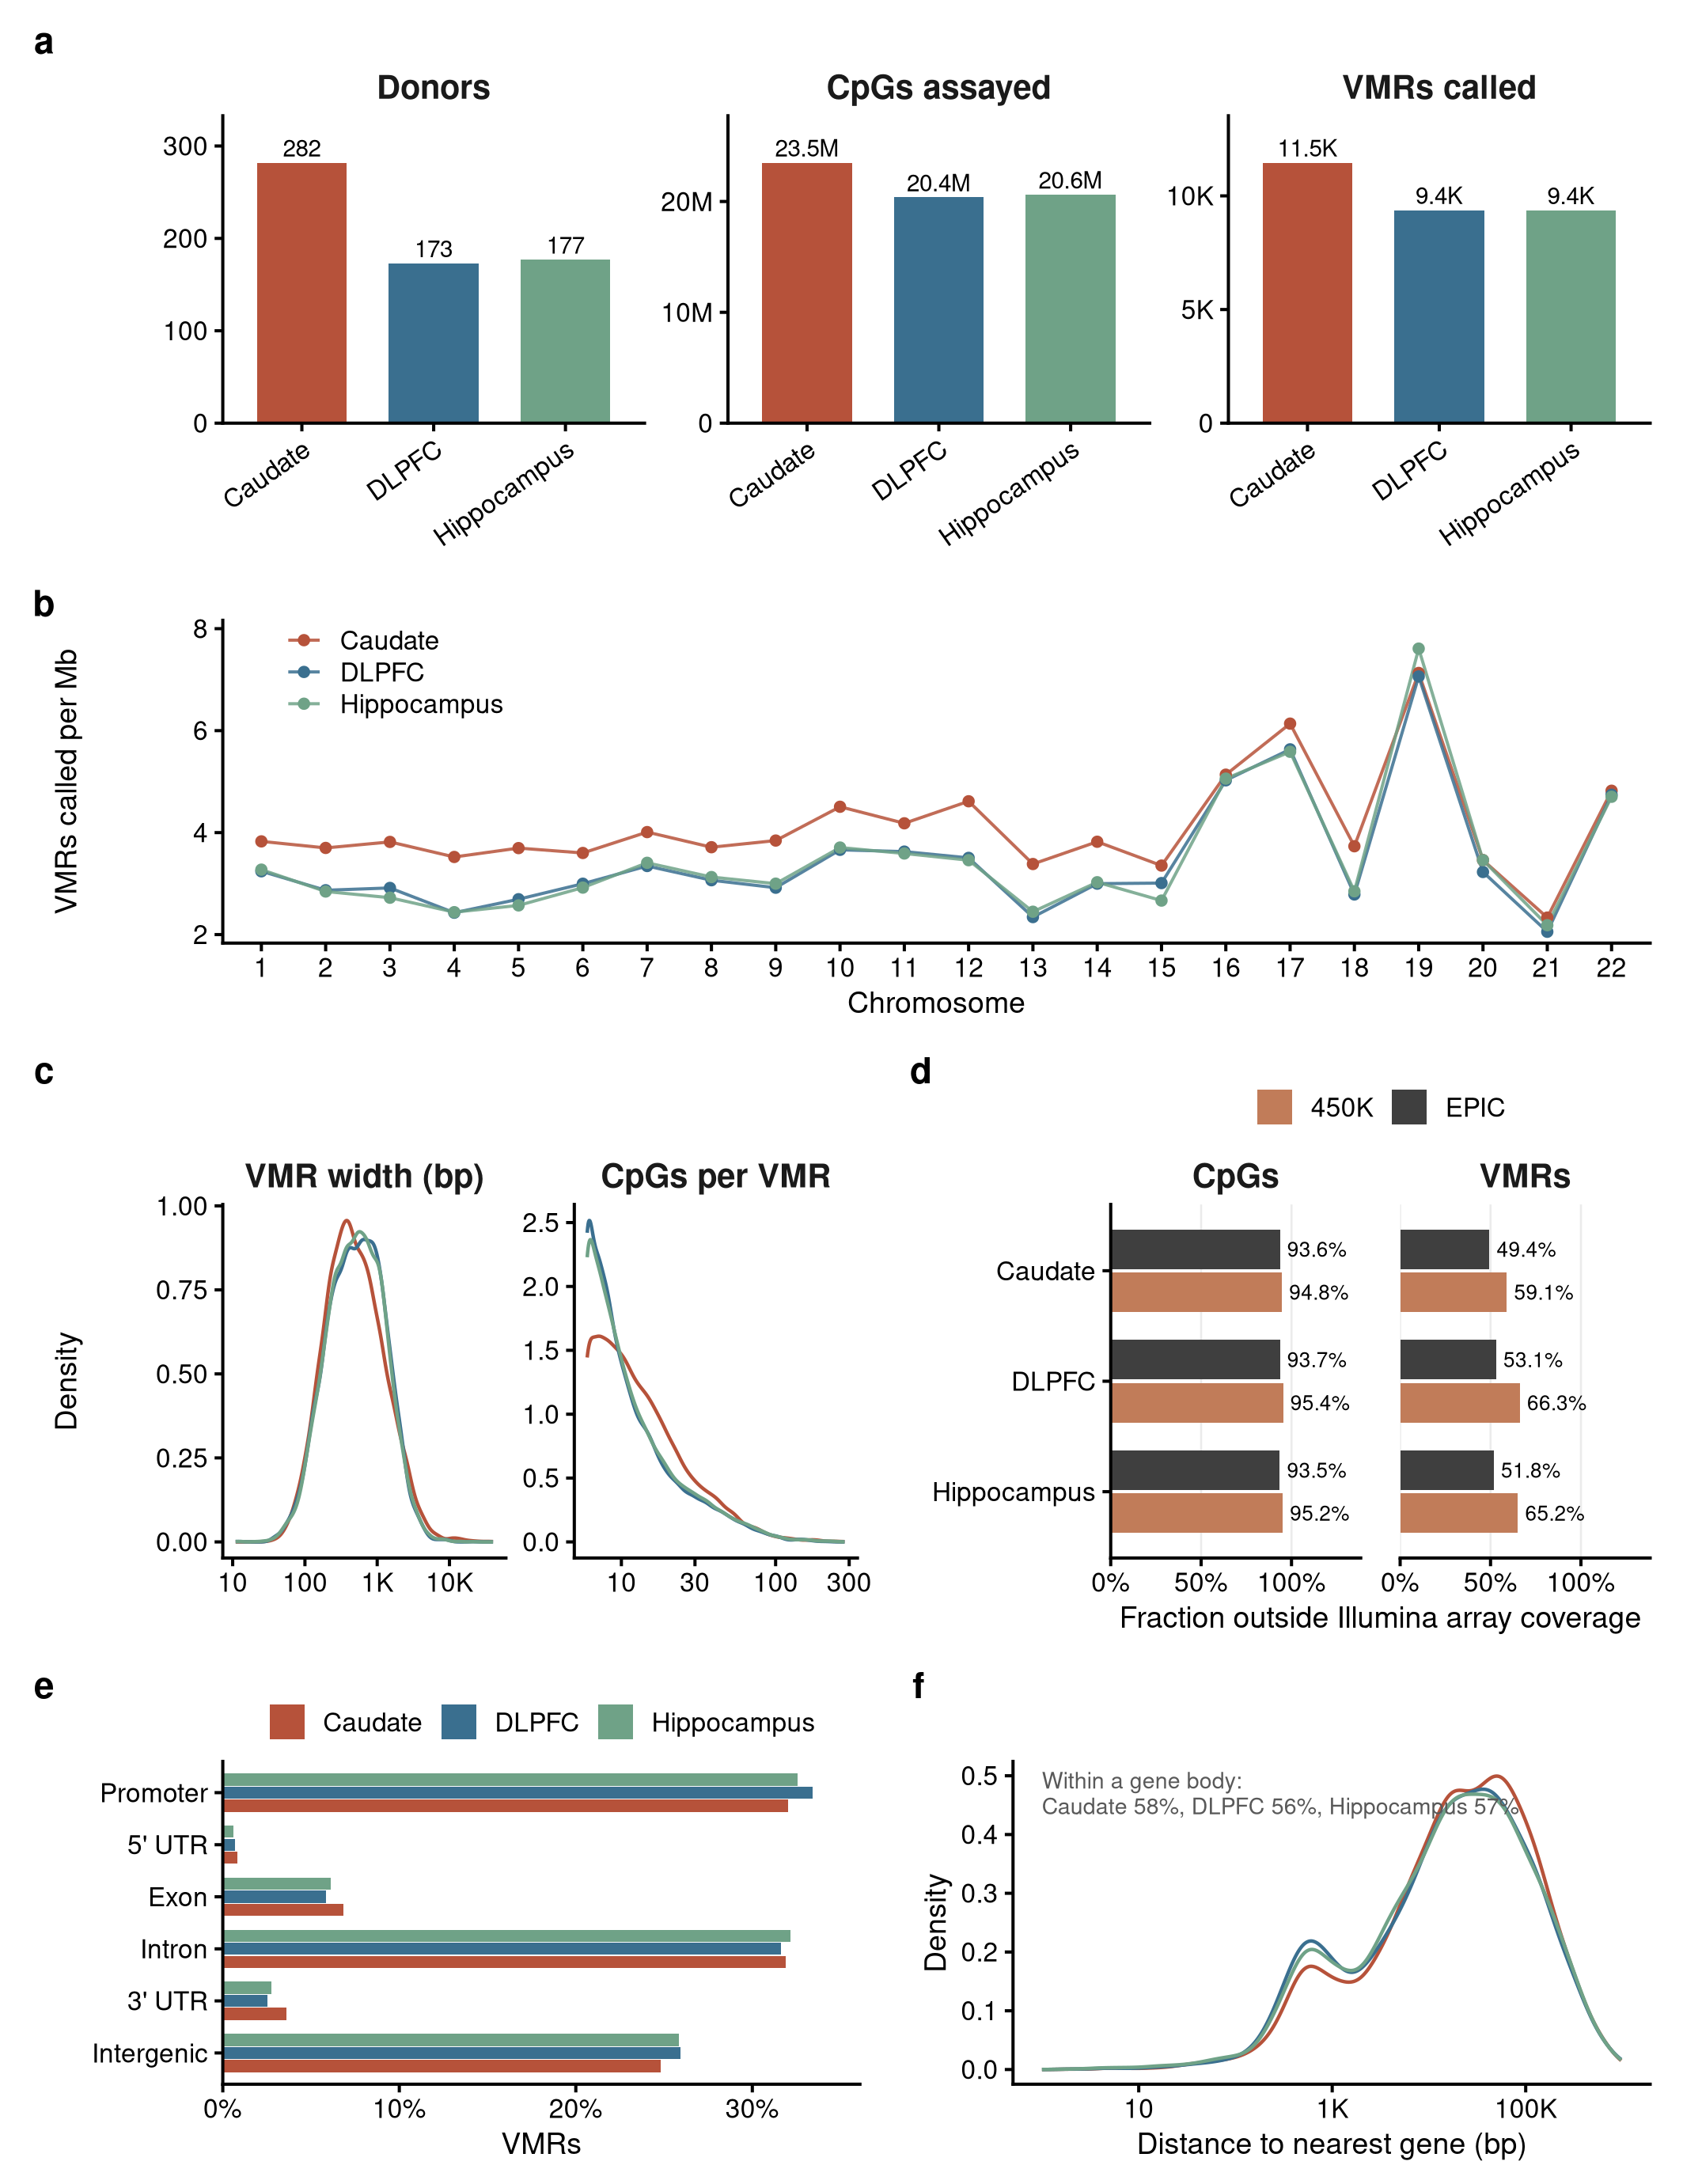 a
Donors
CpGs assayed
VMRs called
300
200
100
0
282
173
177
Caudate
DLPFC
Hippocampus
20M
10M
0
23.5M
20.4M
20.6M
Caudate
DLPFC
Hippocampus
10K
5K
0
11.5K
9.4K
9.4K
Caudate
DLPFC
Hippocampus
b
VMRs called per Mb
8
6
4
2
Caudate
DLPFC
Hippocampus
1 2 3 4 5 6 7 8 9 10 11 12 13 14 15 16 17 18 19 20 21 22
Chromosome
c
VMR width (bp)
CpGs per VMR
Density
1.00
0.75
0.50
0.25
0.00
10 100 1K 10K
2.5
2.0
1.5
1.0
0.5
0.0
10 30 100 300
d
450K EPIC
CpGs
VMRs
Caudate
DLPFC
Hippocampus
93.6%
94.8%
93.7%
95.4%
93.5%
95.2%
49.4%
59.1%
53.1%
66.3%
51.8%
65.2%
0% 50% 100%
0% 50% 100%
Fraction outside Illumina array coverage
e
Caudate DLPFC Hippocampus
Promoter
5' UTR
Exon
Intron
3' UTR
Intergenic
0% 10% 20% 30%
VMRs
f
Within a gene body:
Caudate 58%, DLPFC 56%, Hippocampus 57%
Density
0.5
0.4
0.3
0.2
0.1
0.0
10 1K 100K
Distance to nearest gene (bp)